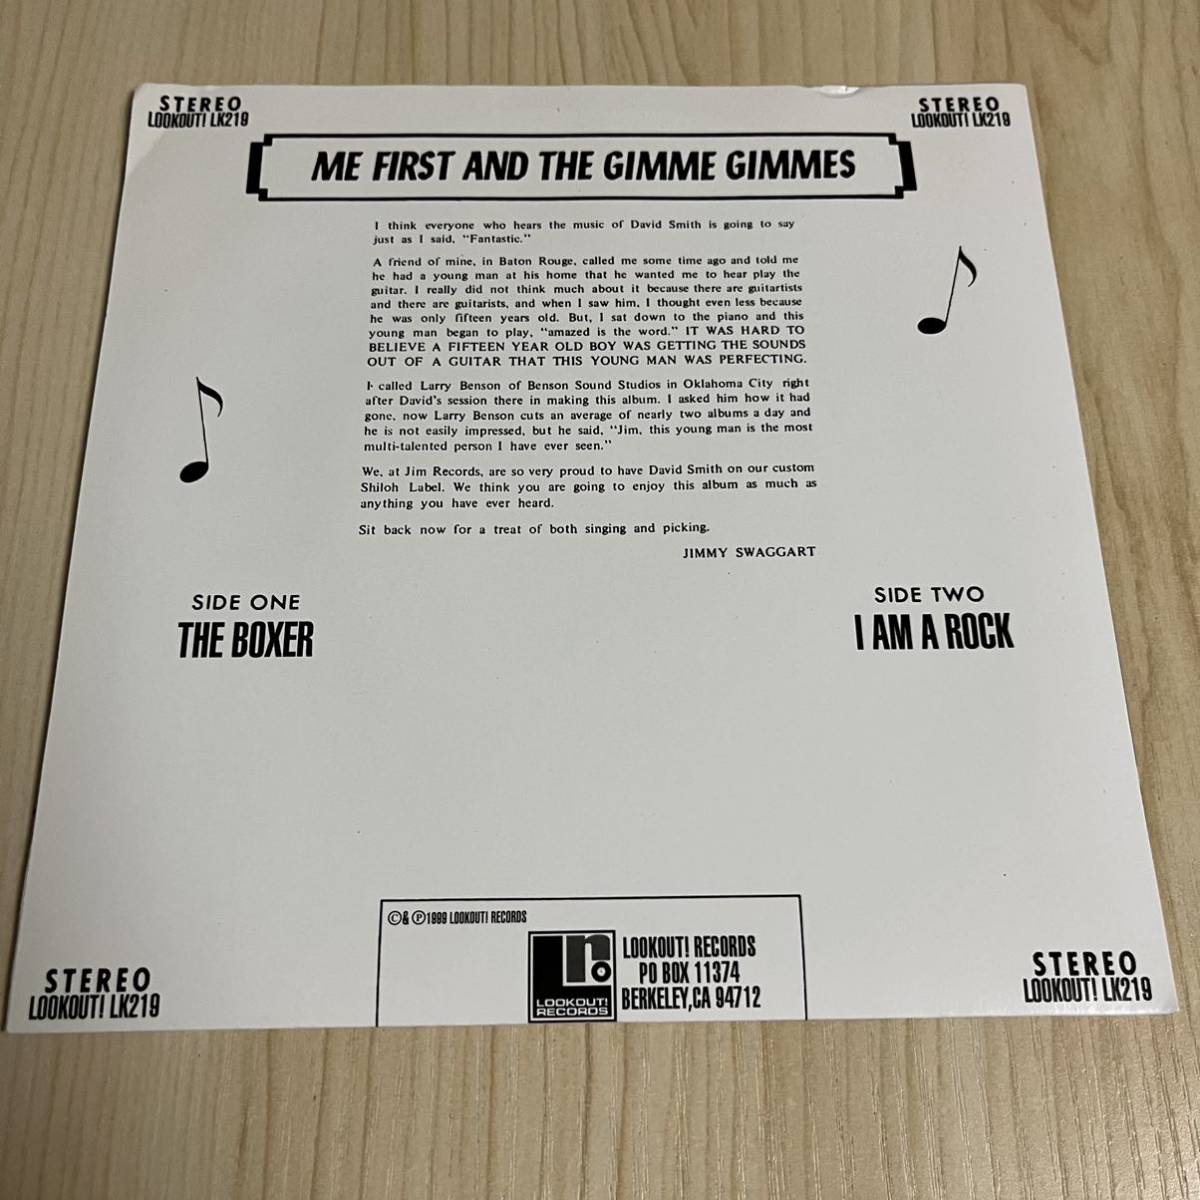 STEREO
LOOKOUT! LK219
STEREO
LOOKOUT! LK219
ME FIRST AND THE GIMME GIMMES
I think everyone who hears the music of David Smith is going to say
just as I said, "Fantastic."
A friend of mine, in Baton Rouge, called me some time ago and told me
he had a young man at his home that he wanted me to hear play the
guitar. I really did not think much about it because there are guitartists
and there are guitarists, and when I saw him, I thought even less because
he was only fifteen years old. But, I sat down to the piano and this
young man began to play, "amazed is the word." IT WAS HARD TO
BELIEVE A FIFTEEN YEAR OLD BOY WAS GETTING THE SOUNDS
OUT OF A GUITAR THAT THIS YOUNG MAN WAS PERFECTING.
I called Larry Benson of Benson Sound Studios in Oklahoma City right
after David's session there in making this album. I asked him how it had
gone, now Larry Benson cuts an average of nearly two albums a day and
he is not easily impressed, but he said, "Jim, this young man is the most
multi-talented person I have ever seen."
We, at Jim Records, are so very proud to have David Smith on our custom
Shiloh Label. We think you are going to enjoy this album as much as
anything you have ever heard.
Sit back now for a treat of both singing and picking.
JIMMY SWAGGART
SIDE ONE
THE BOXER
SIDE TWO
I AM A ROCK
©& ℗1999 LOOKOUT! RECORDS
lr.
LOOKOUT!
RECORDS
LOOKOUT! RECORDS
PO BOX 11374
BERKELEY,CA 94712
STEREO
LOOKOUT! LK219
STEREO
LOOKOUT! LK219